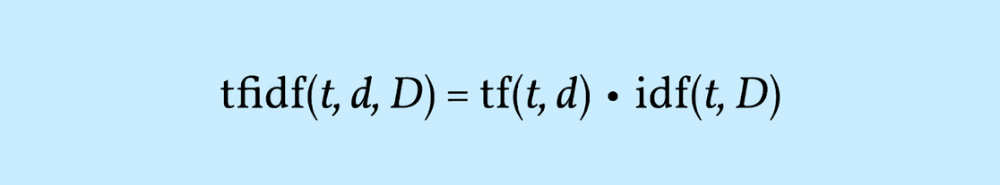 tfidf(t, d, D) = tf(t, d) • idf(t, D)